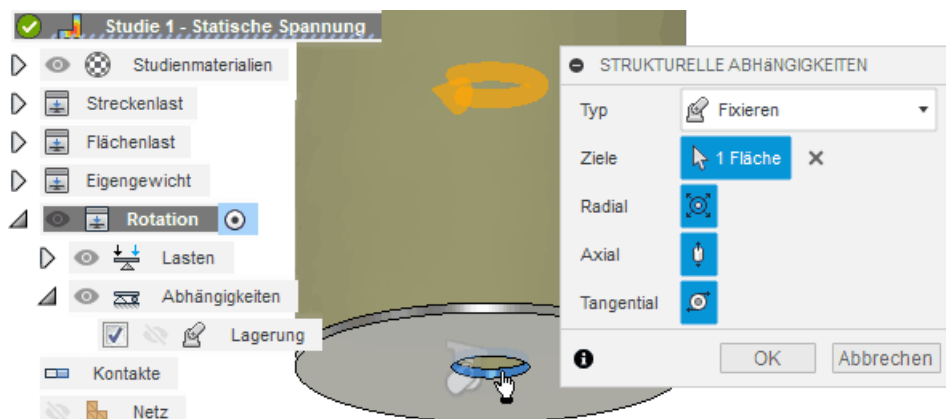 Studie 1 - Statische Spannung
Studienmaterialien
Streckenlast
Flächenlast
Eigengewicht
Rotation
Lasten
Abhängigkeiten
Lagerung
Kontakte
Netz
STRUKTURELLE ABHäNGIGKEITEN
Typ Fixieren
Ziele 1 Fläche
Radial
Axial
Tangential
OK Abbrechen